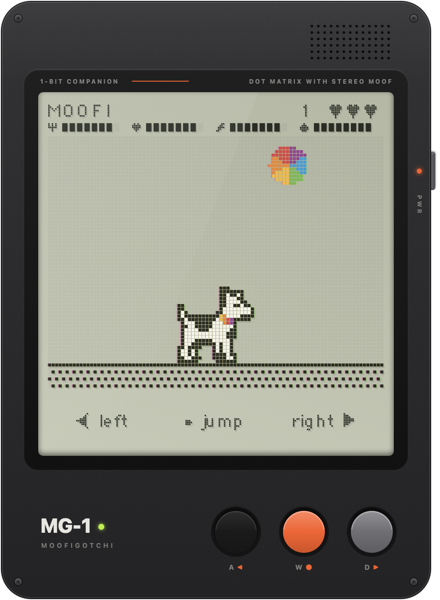 1-BIT COMPANION
DOT MATRIX WITH STEREO MOOF
MOOFI 1
PWR
left jump right
MG-1
MOOFIGOTCHI
A W D